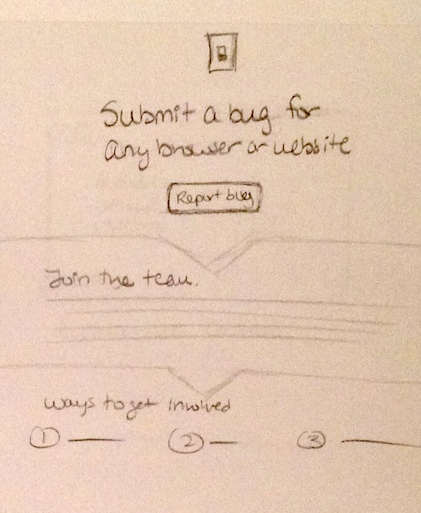 Submit a bug for
any browser or website
Report bug
Join the team.
Ways to get involved
1 2 3